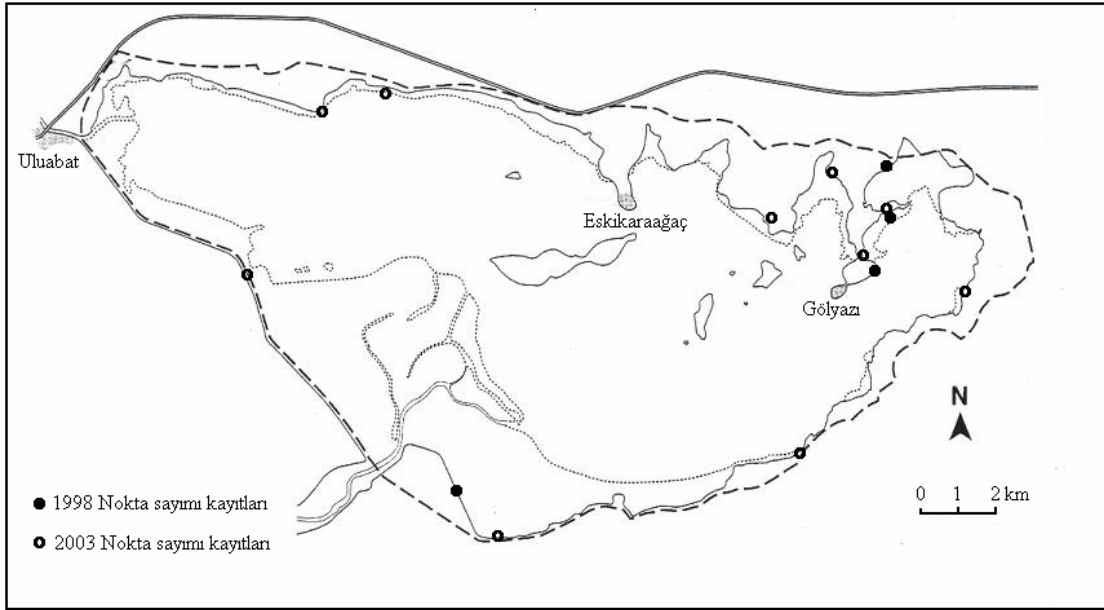 Uluabat
Eskikaraağaç
Gölyazı
N
0 1 2 km
● 1998 Nokta sayımı kayıtları
2003 Nokta sayımı kayıtları